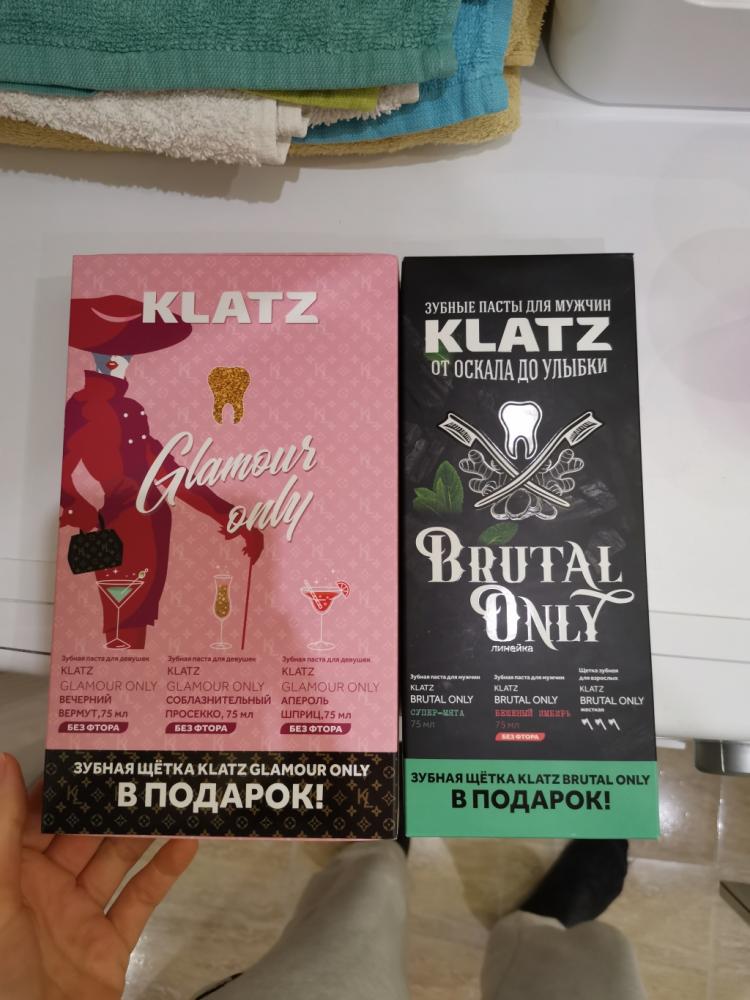 KLATZ
Glamour
only
Зубная паста для девушек
KLATZ
GLAMOUR ONLY
ВЕЧЕРНИЙ
ВЕРМУТ,75 мл
БЕЗ ФТОРА
Зубная паста для девушек
KLATZ
GLAMOUR ONLY
СОБЛАЗНИТЕЛЬНЫЙ
ПРОСЕККО, 75 мл
БЕЗ ФТОРА
Зубная паста для девушек
KLATZ
GLAMOUR ONLY
АПЕРОЛЬ
ШПРИЦ,75 мл
БЕЗ ФТОРА
ЗУБНАЯ ЩЁТКА KLATZ GLAMOUR ONLY
В ПОДАРОК!
ЗУБНЫЕ ПАСТЫ ДЛЯ МУЖЧИН
KLATZ
ОТ ОСКАЛА ДО УЛЫБКИ
BRUTAL
ONLY
линейка
Зубная паста для мужчин
KLATZ
BRUTAL ONLY
СУПЕР-МЯТА
75 мл
Зубная паста для мужчин
KLATZ
BRUTAL ONLY
БЕШЕНЫЙ ИМБИРЬ
75 мл
БЕЗ ФТОРА
Щетка зубная
для взрослых
KLATZ
BRUTAL ONLY
жесткая
ЗУБНАЯ ЩЁТКА KLATZ BRUTAL ONLY
В ПОДАРОК!